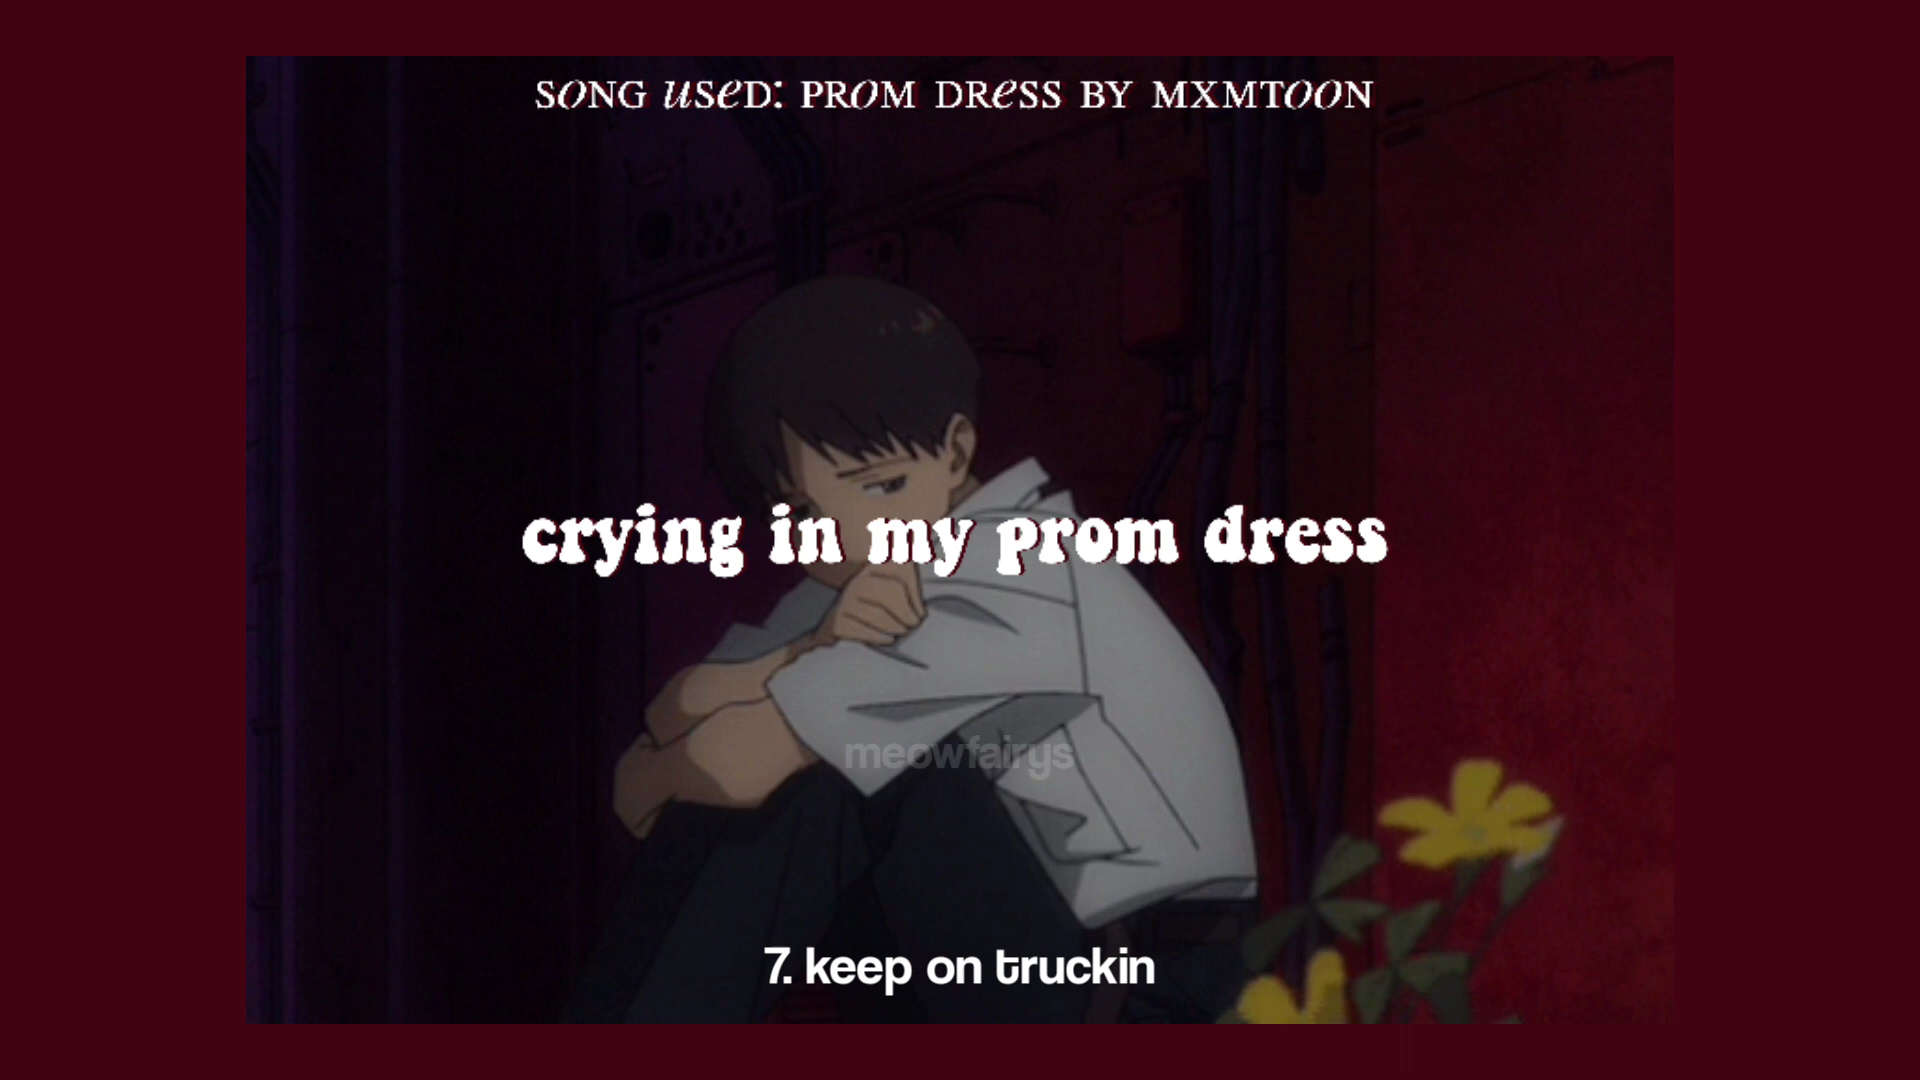 SONG USED: PROM DRESS BY MXMTOON
crying in my prom dress
meowfairys
7. keep on truckin